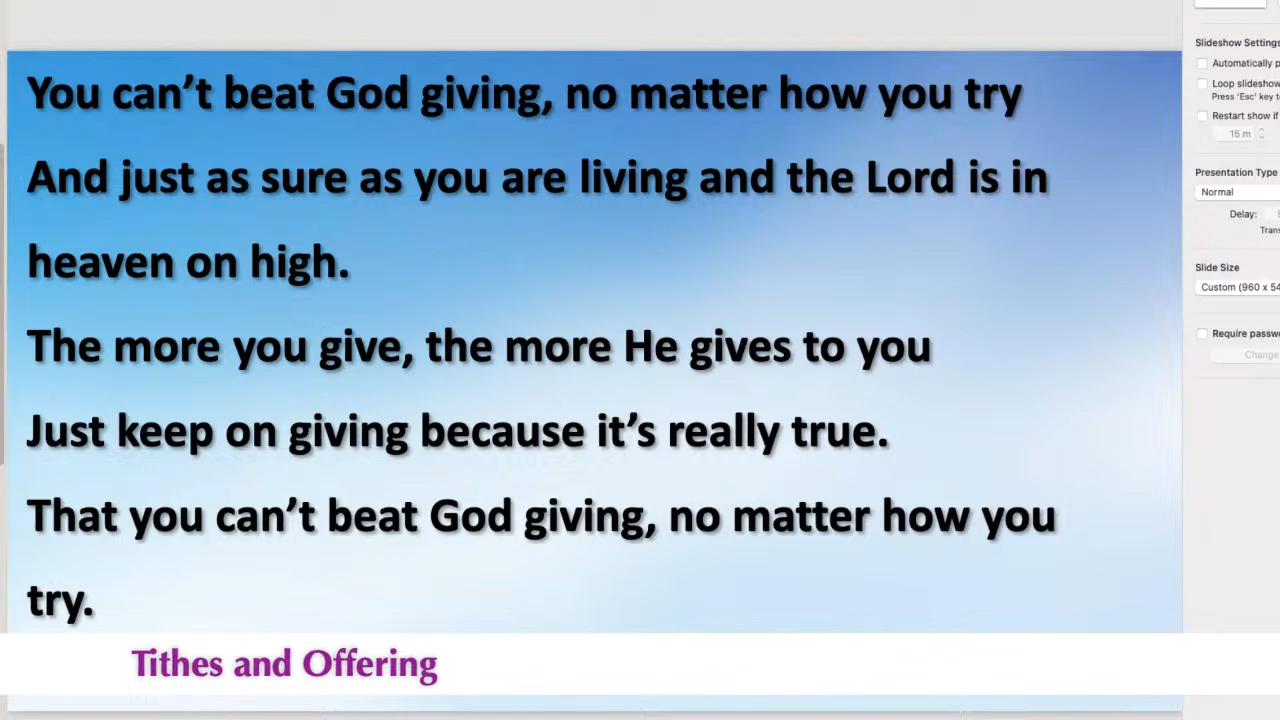 You can’t beat God giving, no matter how you try
And just as sure as you are living and the Lord is in
heaven on high.
The more you give, the more He gives to you
Just keep on giving because it’s really true.
That you can’t beat God giving, no matter how you
try.
Tithes and Offering
Slideshow Settings
Automatically
Loop slideshow
Press 'Esc' key
Restart show if
15 m
Presentation Type
Normal
Delay:
Slide Size
Custom (960 x 54
Require
Change